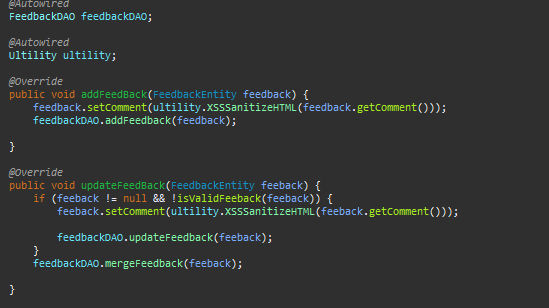 @Autowired
FeedbackDAO feedbackDAO;
@Autowired
Ultility ultility;
@Override
public void addFeedBack(FeedbackEntity feedback) {
feedback.setComment(ultility.XSSSanitizeHTML(feedback.getComment()));
feedbackDAO.addFeedback(feedback);
}
@Override
public void updateFeedBack(FeedbackEntity feeback) {
if (feeback != null && !isValidFeeback(feeback)) {
feeback.setComment(ultility.XSSSanitizeHTML(feeback.getComment()));
feedbackDAO.updateFeedback(feeback);
}
feedbackDAO.mergeFeedback(feeback);
}